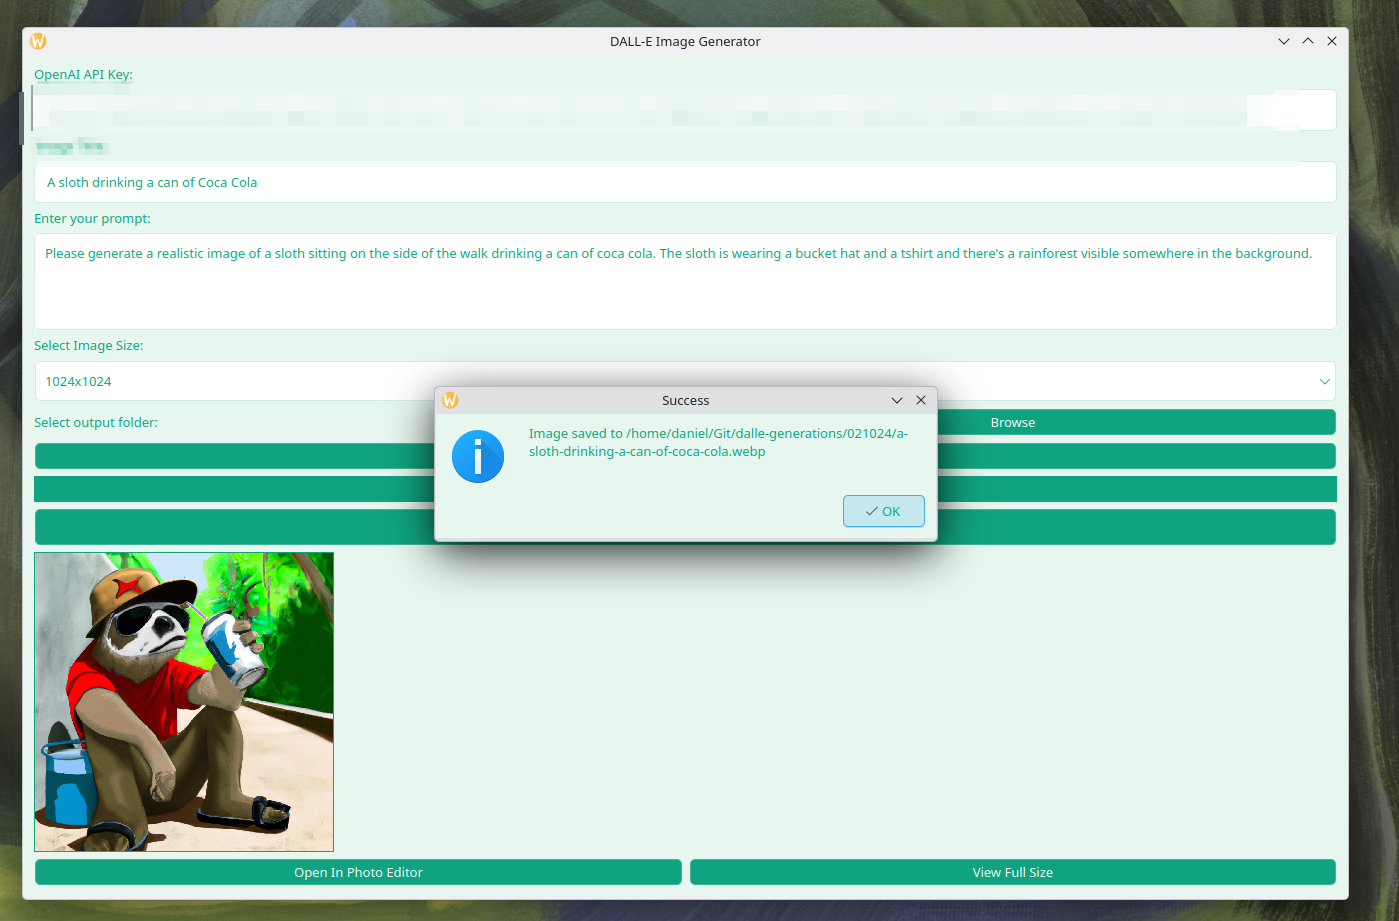 DALL-E Image Generator
OpenAI API Key:
A sloth drinking a can of Coca Cola
Enter your prompt:
Please generate a realistic image of a sloth sitting on the side of the walk drinking a can of coca cola. The sloth is wearing a bucket hat and a tshirt and there's a rainforest visible somewhere in the background.
Select Image Size:
1024x1024
Select output folder:
Browse
Success
Image saved to /home/daniel/Git/dalle-generations/021024/a-
sloth-drinking-a-can-of-coca-cola.webp
OK
Open In Photo Editor
View Full Size